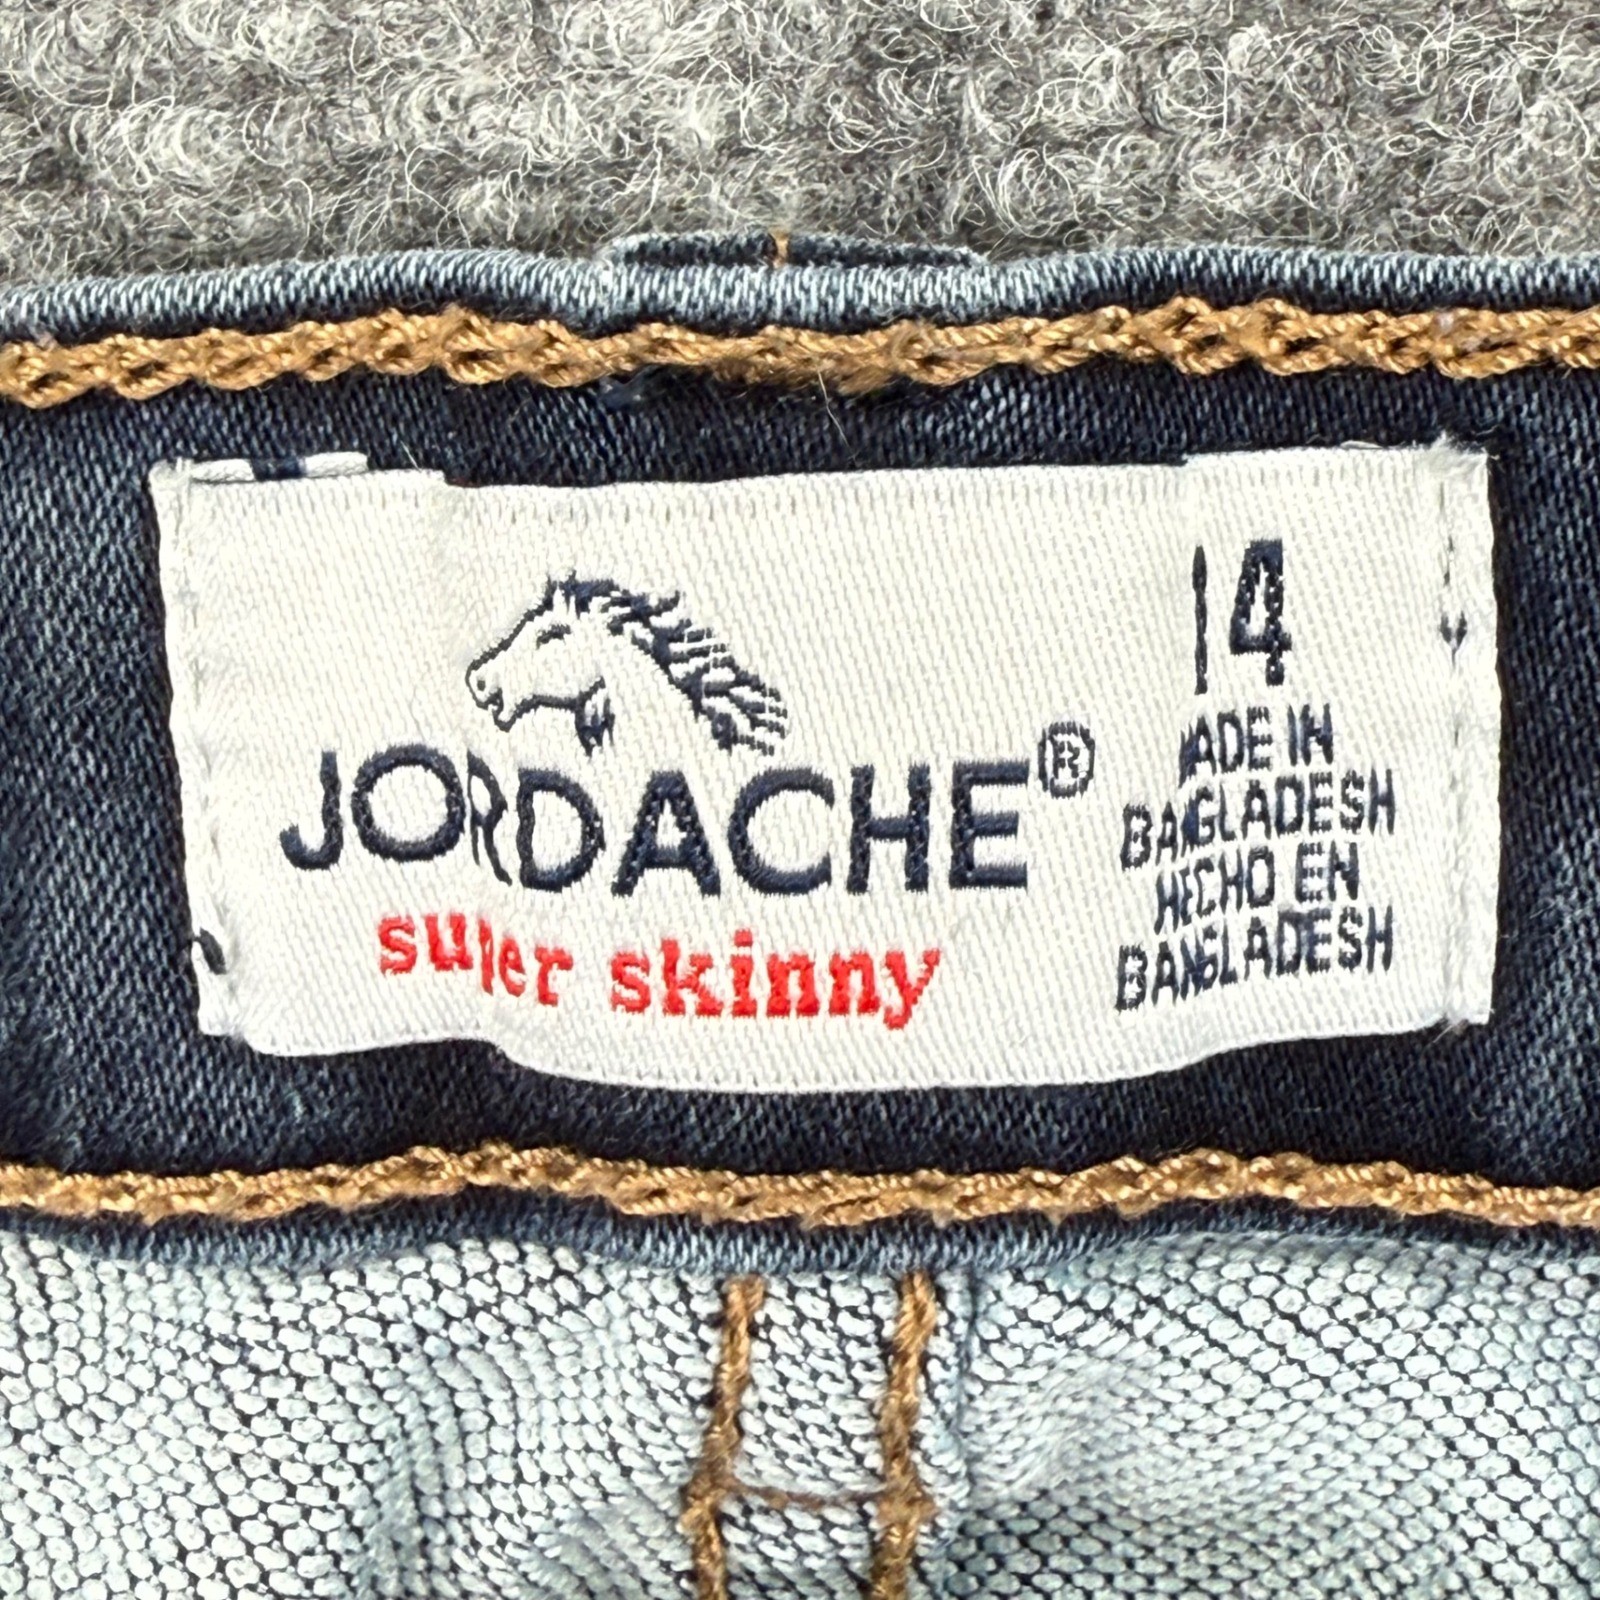 JORDACHE®
super skinny
14
MADE IN
BANGLADESH
HECHO EN
BANGLADESH